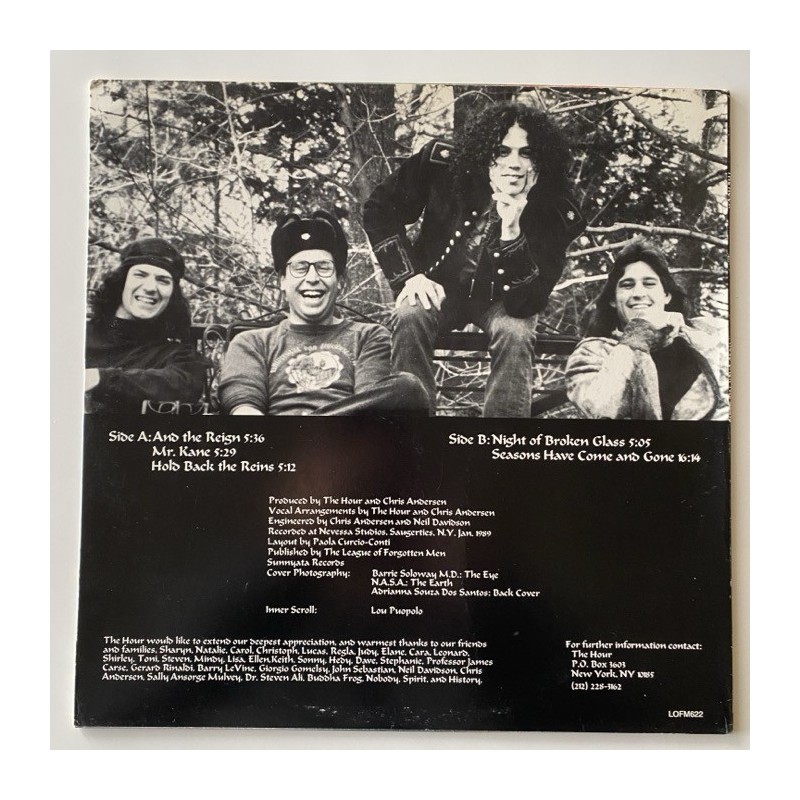 Side A: And the Reign 5:36
Mr. Kane 5:29
Hold Back the Reins 5:12
Side B: Night of Broken Glass 5:05
Seasons Have Come and Gone 16:14
Produced by The Hour and Chris Andersen
Vocal Arrangements by The Hour and Chris Andersen
Engineered by Chris Andersen and Neil Davidson
Recorded at Nevessa Studios, Saugerties, N.Y. Jan. 1989
Layout by Paola Curcio-Conti
Published by The League of Forgotten Men
Sunnyata Records
Cover Photography: Barrie Soloway M.D.: The Eye
N.A.S.A.: The Earth
Adrianna Souza Dos Santos: Back Cover
Inner Scroll: Lou Puopolo
The Hour would like to extend our deepest appreciation, and warmest thanks to our friends
and families. Sharyn, Natalie, Carol, Christoph, Lucas, Regla, Judy, Elane, Cara, Leonard,
Shirley, Toni, Steven, Mindy, Lisa, Ellen, Keith, Sonny, Hedy, Dave, Stephanie, Professor James
Carse, Gerard Rinaldi, Barry LeVine, Giorgio Gomelsy, John Sebastian, Neil Davidson, Chris
Andersen, Sally Ansorge Mulvey, Dr. Steven Ali, Buddha Frog, Nobody, Spirit, and History.
For further information contact:
The Hour
P.O. Box 3603
New York, NY 10185
(212) 228-3162
LOFM622